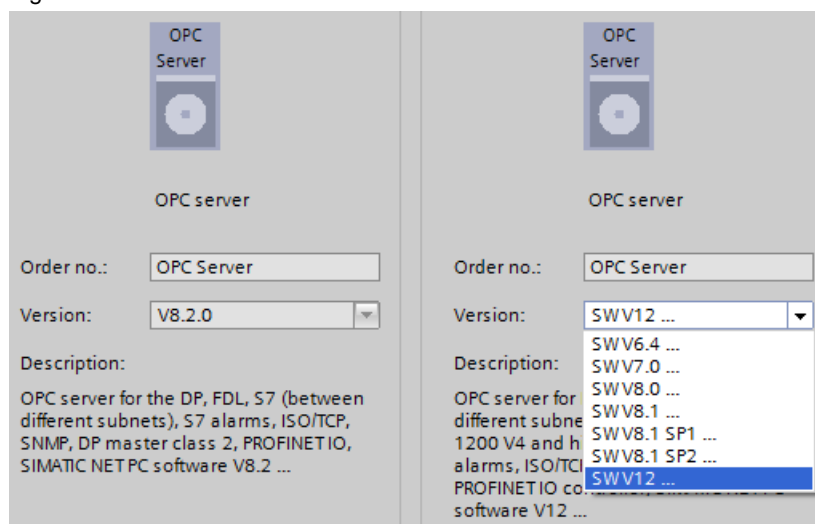 OPC
Server
OPC server
Order no.: OPC Server
Version: V8.2.0
Description:
OPC server for the DP, FDL, S7 (between
different subnets), S7 alarms, ISO/TCP,
SNMP, DP master class 2, PROFINET IO,
SIMATIC NET PC software V8.2 ...
OPC
Server
OPC server
Order no.: OPC Server
Version: SW V12 ...
SW V6.4 ...
SW V7.0 ...
SW V8.0 ...
SW V8.1 ...
SW V8.1 SP1 ...
SW V8.1 SP2 ...
SW V12 ...
Description:
OPC server for
different subne
1200 V4 and h
alarms, ISO/TC
PROFINET IO co
software V12 ...